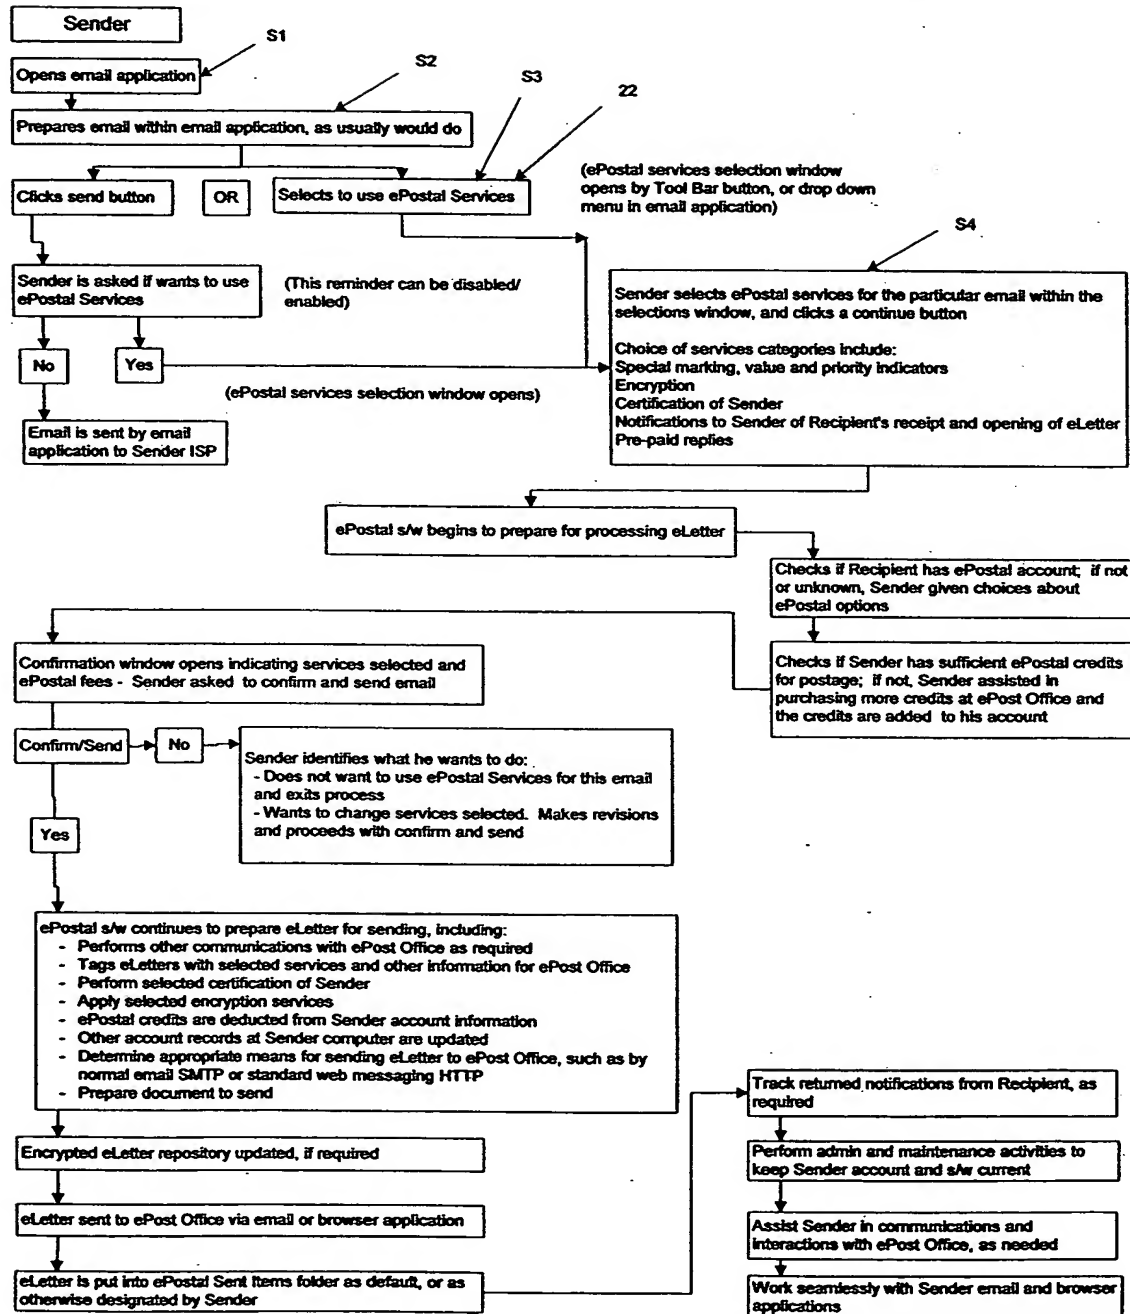 Sender
S1
Opens email application
S2
S3
22
Prepares email within email application, as usually would do
Clicks send button
OR
Selects to use ePostal Services
(ePostal services selection window
opens by Tool Bar button, or drop down
menu in email application)
S4
Sender is asked if wants to use
ePostal Services
(This reminder can be disabled/
enabled)
No
Yes
(ePostal services selection window opens)
Email is sent by email
application to Sender ISP
Sender selects ePostal services for the particular email within the
selections window, and clicks a continue button
Choice of services categories include:
Special marking, value and priority indicators
Encryption
Certification of Sender
Notifications to Sender of Recipient's receipt and opening of eLetter
Pre-paid replies
ePostal s/w begins to prepare for processing eLetter
Checks if Recipient has ePostal account; if not
or unknown, Sender given choices about
ePostal options
Checks if Sender has sufficient ePostal credits
for postage; if not, Sender assisted in
purchasing more credits at ePost Office and
the credits are added to his account
Confirmation window opens indicating services selected and
ePostal fees - Sender asked to confirm and send email
Confirm/Send
No
Sender identifies what he wants to do:
- Does not want to use ePostal Services for this email
and exits process
- Wants to change services selected. Makes revisions
and proceeds with confirm and send
Yes
ePostal s/w continues to prepare eLetter for sending, including:
- Performs other communications with ePost Office as required
- Tags eLetters with selected services and other information for ePost Office
- Perform selected certification of Sender
- Apply selected encryption services
- ePostal credits are deducted from Sender account information
- Other account records at Sender computer are updated
- Determine appropriate means for sending eLetter to ePost Office, such as by
normal email SMTP or standard web messaging HTTP
- Prepare document to send
Encrypted eLetter repository updated, if required
eLetter sent to ePost Office via email or browser application
eLetter is put into ePostal Sent Items folder as default, or as
otherwise designated by Sender
Track returned notifications from Recipient, as
required
Perform admin and maintenance activities to
keep Sender account and s/w current
Assist Sender in communications and
interactions with ePost Office, as needed
Work seamlessly with Sender email and browser
applications